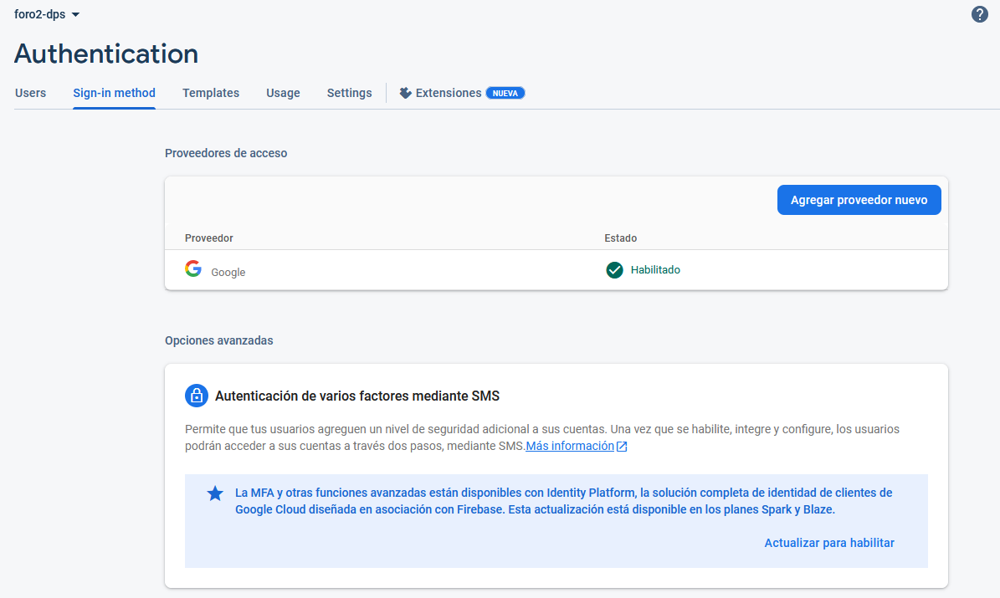 foro2-dps
Authentication
Users Sign-in method Templates Usage Settings Extensiones NUEVA
Proveedores de acceso
Agregar proveedor nuevo
Proveedor Estado
Google Habilitado
Opciones avanzadas
Autenticación de varios factores mediante SMS
Permite que tus usuarios agreguen un nivel de seguridad adicional a sus cuentas. Una vez que se habilite, integre y configure, los usuarios
podrán acceder a sus cuentas a través dos pasos, mediante SMS.Más información
La MFA y otras funciones avanzadas están disponibles con Identity Platform, la solución completa de identidad de clientes de
Google Cloud diseñada en asociación con Firebase. Esta actualización está disponible en los planes Spark y Blaze.
Actualizar para habilitar